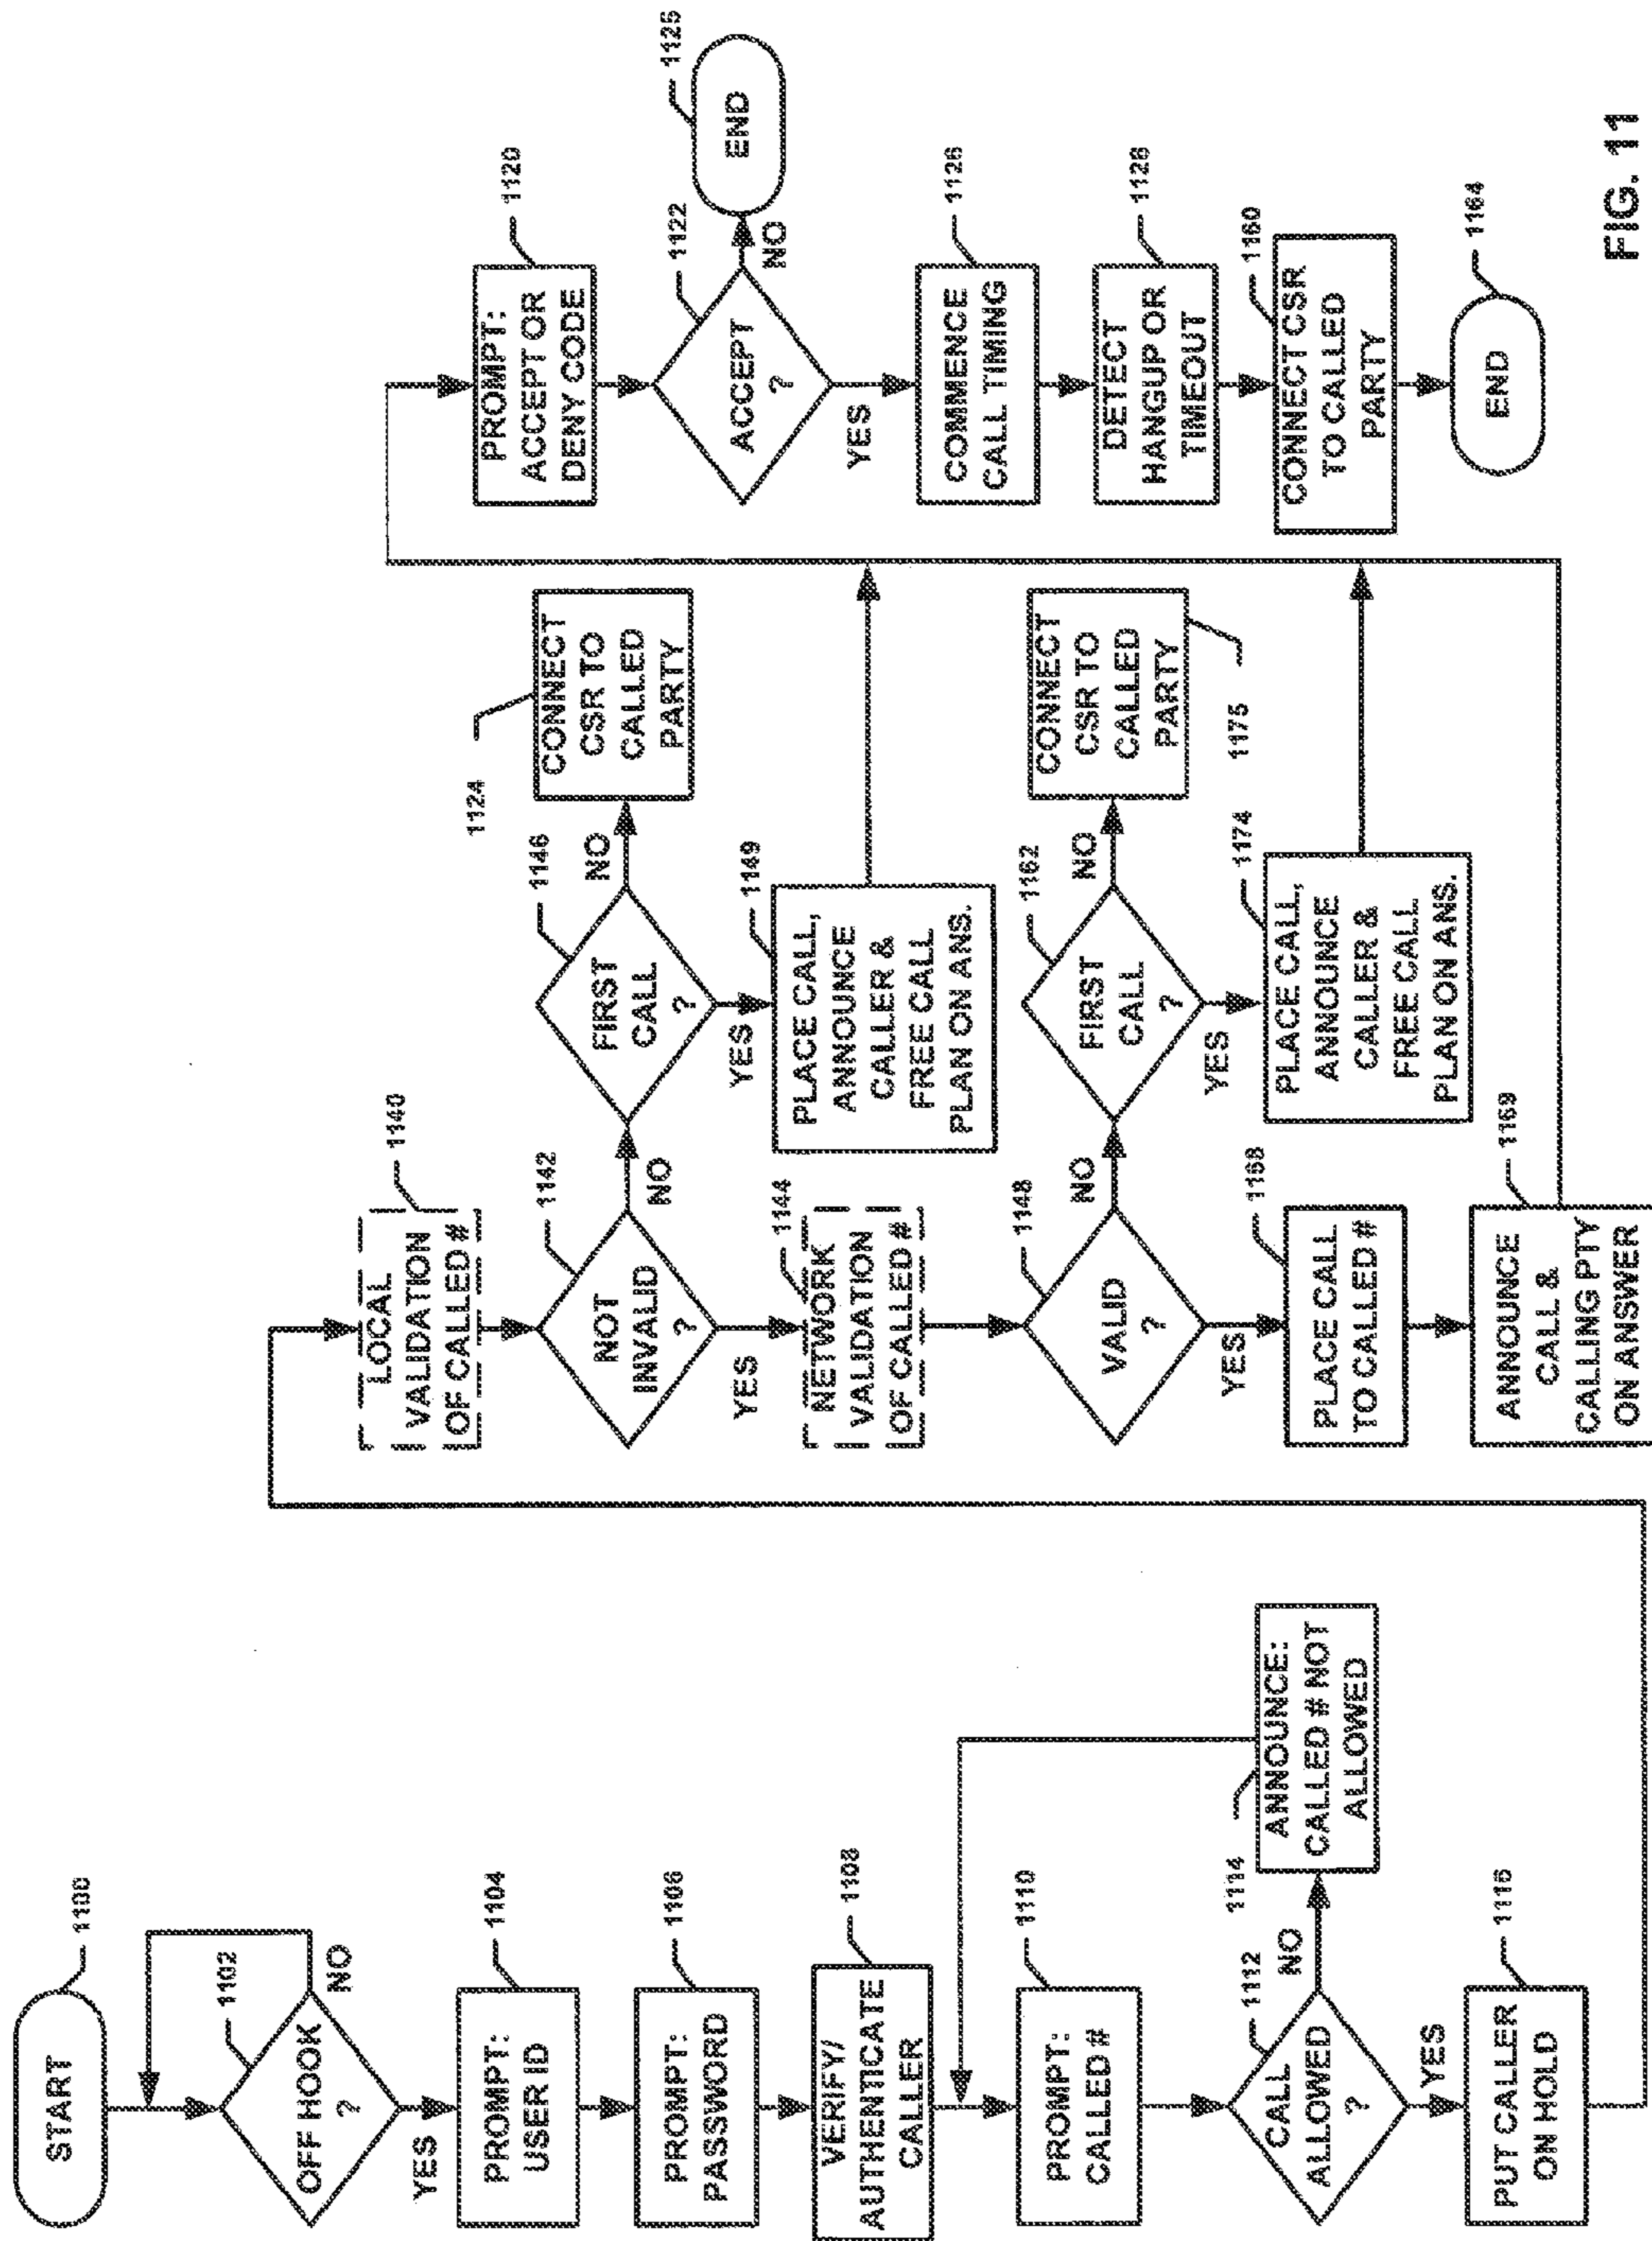 START
1100
OFF HOOK
?
1102
NO
YES
PROMPT:
USER ID
1104
PROMPT:
PASSWORD
1106
VERIFY/
AUTHENTICATE
CALLER
1108
PROMPT:
CALLED #
1110
CALL
ALLOWED
?
1112
NO
YES
ANNOUNCE:
CALLED # NOT
ALLOWED
1114
PUT CALLER
ON HOLD
1116
LOCAL
VALIDATION
OF CALLED #
1140
NOT
INVALID
?
1142
NO
YES
FIRST
CALL
?
1146
NO
YES
CONNECT
CSR TO
CALLED
PARTY
1124
PLACE CALL,
ANNOUNCE
CALLER &
FREE CALL
PLAN ON ANS.
1149
NETWORK
VALIDATION
OF CALLED #
1144
VALID
?
1148
NO
YES
FIRST
CALL
?
1162
NO
YES
CONNECT
CSR TO
CALLED
PARTY
1175
PLACE CALL,
ANNOUNCE
CALLER &
FREE CALL
PLAN ON ANS.
1174
PLACE CALL
TO CALLED #
1168
ANNOUNCE
CALL &
CALLING PTY
ON ANSWER
1169
PROMPT:
ACCEPT OR
DENY CODE
1120
ACCEPT
?
1122
NO
YES
END
1125
COMMENCE
CALL TIMING
1126
DETECT
HANGUP OR
TIMEOUT
1128
CONNECT CSR
TO CALLED
PARTY
1160
END
1164
FIG. 11